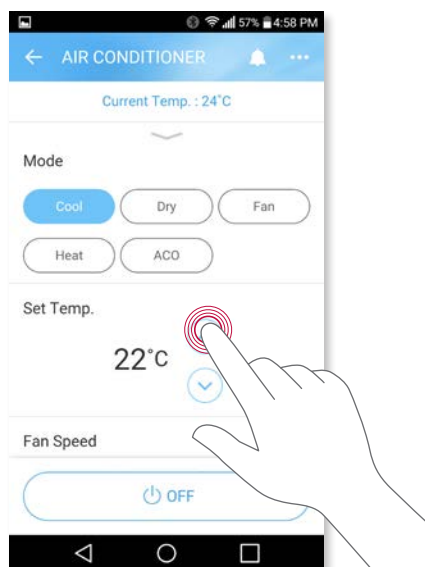 57% 4:58 PM
AIR CONDITIONER
Current Temp. : 24°C
Mode
Cool Dry Fan
Heat ACO
Set Temp.
22°C
Fan Speed
OFF